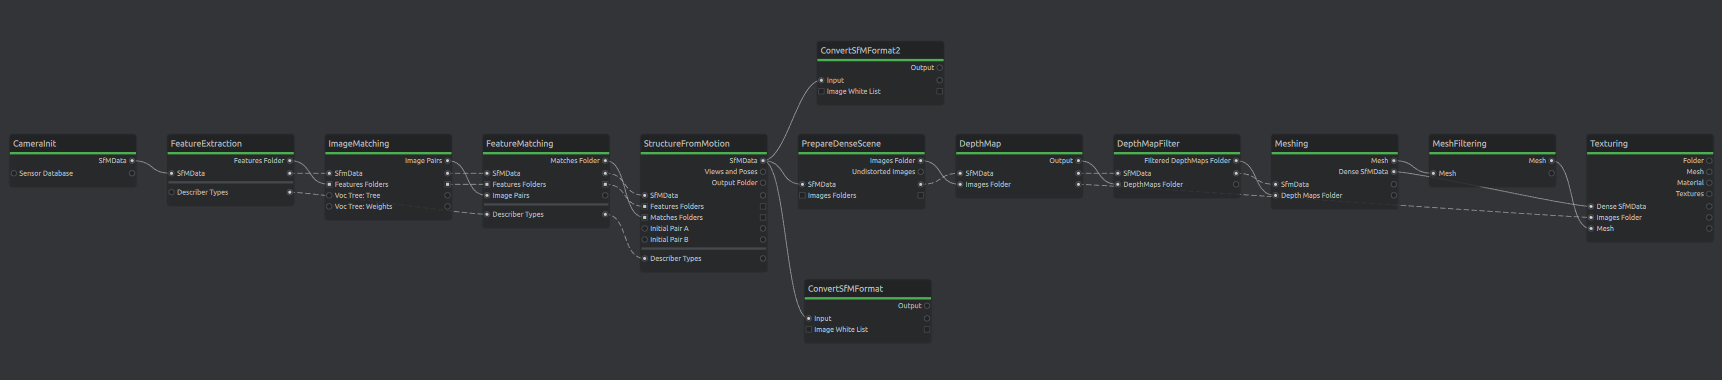 ConvertSfMFormat2
Output
Input
Image White List
CameraInit
SfMData
Sensor Database
FeatureExtraction
Features Folder
SfMData
Describer Types
ImageMatching
Image Pairs
SfmData
Features Folders
Voc Tree: Tree
Voc Tree: Weights
FeatureMatching
Matches Folder
SfMData
Features Folders
Image Pairs
Describer Types
StructureFromMotion
SfMData
Views and Poses
Output Folder
SfMData
Features Folders
Matches Folders
Initial Pair A
Initial Pair B
Describer Types
PrepareDenseScene
Images Folder
Undistorted Images
SfMData
Images Folders
DepthMap
Output
SfMData
Images Folder
DepthMapFilter
Filtered DepthMaps Folder
SfMData
DepthMaps Folder
Meshing
Mesh
Dense SfMData
SfmData
Depth Maps Folder
MeshFiltering
Mesh
Mesh
Texturing
Folder
Mesh
Material
Textures
Dense SfMData
Images Folder
Mesh
ConvertSfMFormat
Output
Input
Image White List